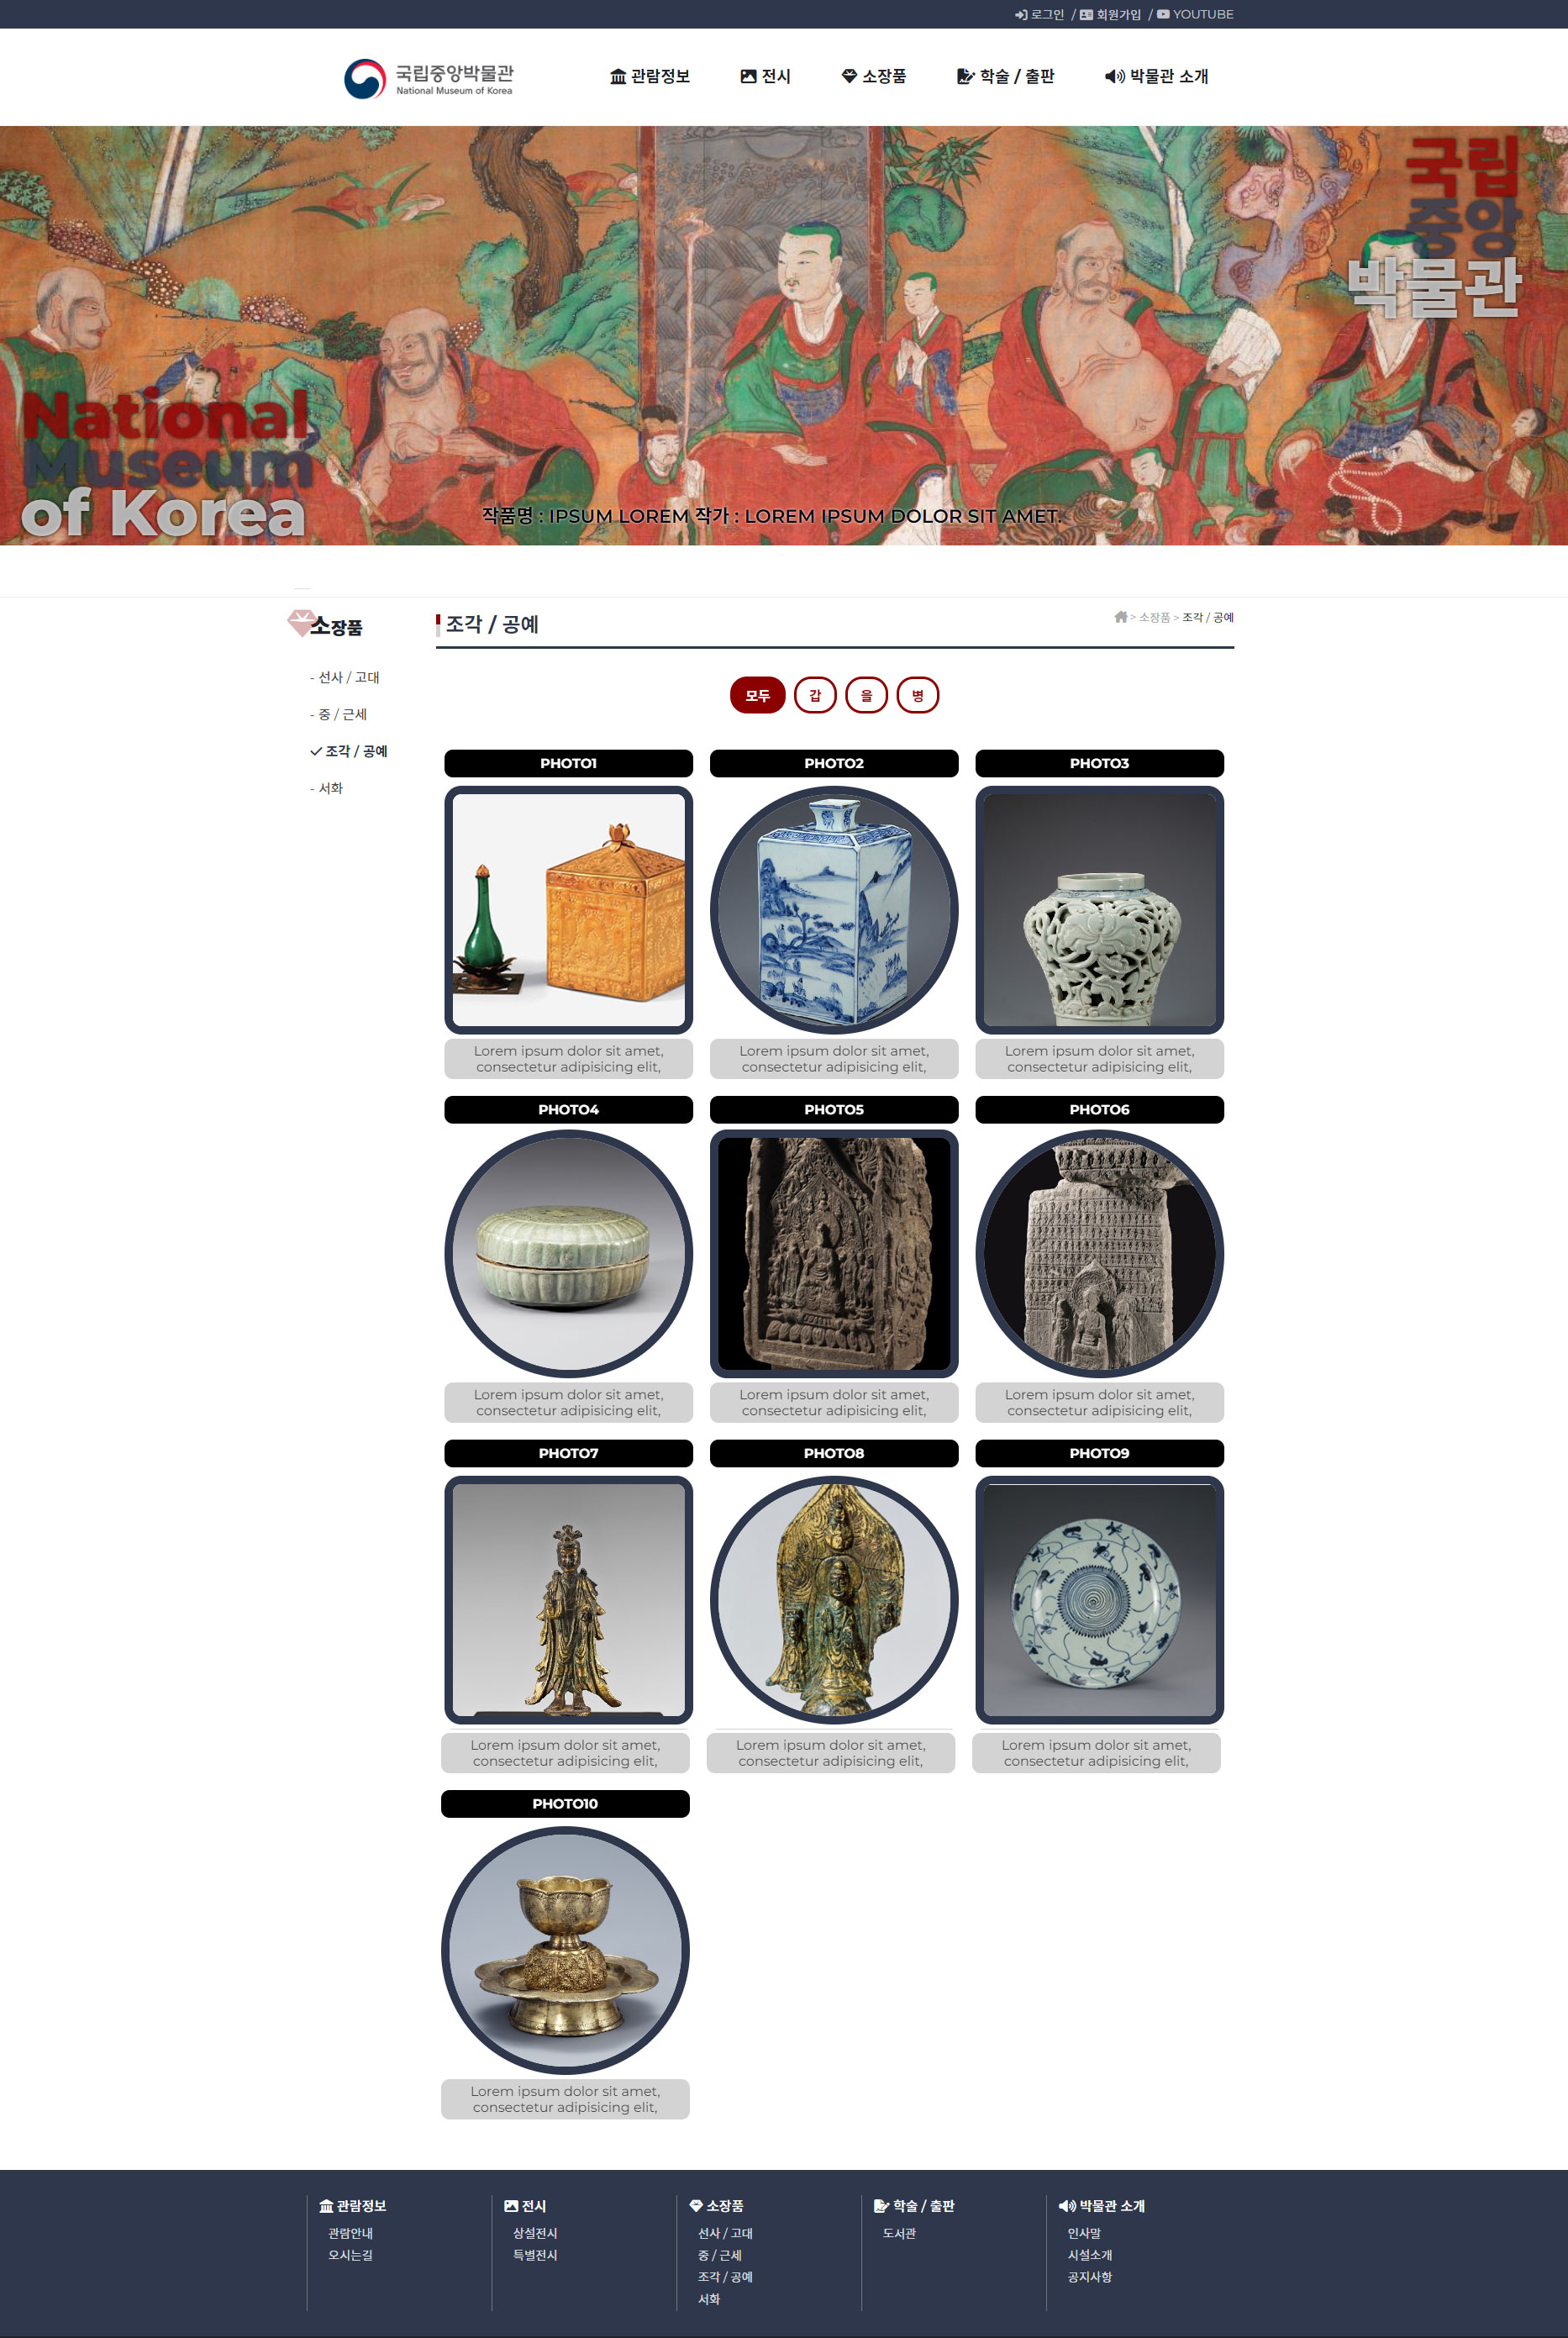 로그인 / 회원가입 / YOUTUBE
국립중앙박물관
National Museum of Korea
관람정보
전시
소장품
학술 / 출판
박물관 소개
국립
중앙
박물관
National
Museum
of Korea
작품명 : IPSUM LOREM 작가 : LOREM IPSUM DOLOR SIT AMET.
소장품
- 선사 / 고대
- 중 / 근세
조각 / 공예
- 서화
조각 / 공예
> 소장품 > 조각 / 공예
모두
갑
을
병
PHOTO1
PHOTO2
PHOTO3
Lorem ipsum dolor sit amet,
consectetur adipisicing elit,
Lorem ipsum dolor sit amet,
consectetur adipisicing elit,
Lorem ipsum dolor sit amet,
consectetur adipisicing elit,
PHOTO4
PHOTO5
PHOTO6
Lorem ipsum dolor sit amet,
consectetur adipisicing elit,
Lorem ipsum dolor sit amet,
consectetur adipisicing elit,
Lorem ipsum dolor sit amet,
consectetur adipisicing elit,
PHOTO7
PHOTO8
PHOTO9
Lorem ipsum dolor sit amet,
consectetur adipisicing elit,
Lorem ipsum dolor sit amet,
consectetur adipisicing elit,
Lorem ipsum dolor sit amet,
consectetur adipisicing elit,
PHOTO10
Lorem ipsum dolor sit amet,
consectetur adipisicing elit,
관람정보
관람안내
오시는길
전시
상설전시
특별전시
소장품
선사 / 고대
중 / 근세
조각 / 공예
서화
학술 / 출판
도서관
박물관 소개
인사말
시설소개
공지사항